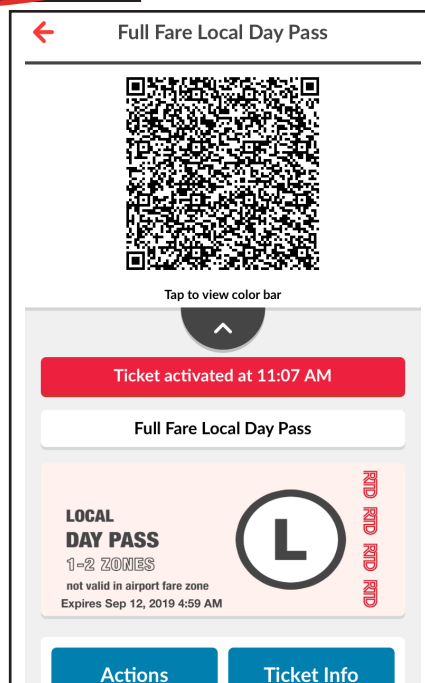 Full Fare Local Day Pass
Tap to view color bar
Ticket activated at 11:07 AM
Full Fare Local Day Pass
LOCAL
DAY PASS
1-2 ZONES
not valid in airport fare zone
Expires Sep 12, 2019 4:59 AM
L
RTD RTD RTD RTD
Actions
Ticket Info